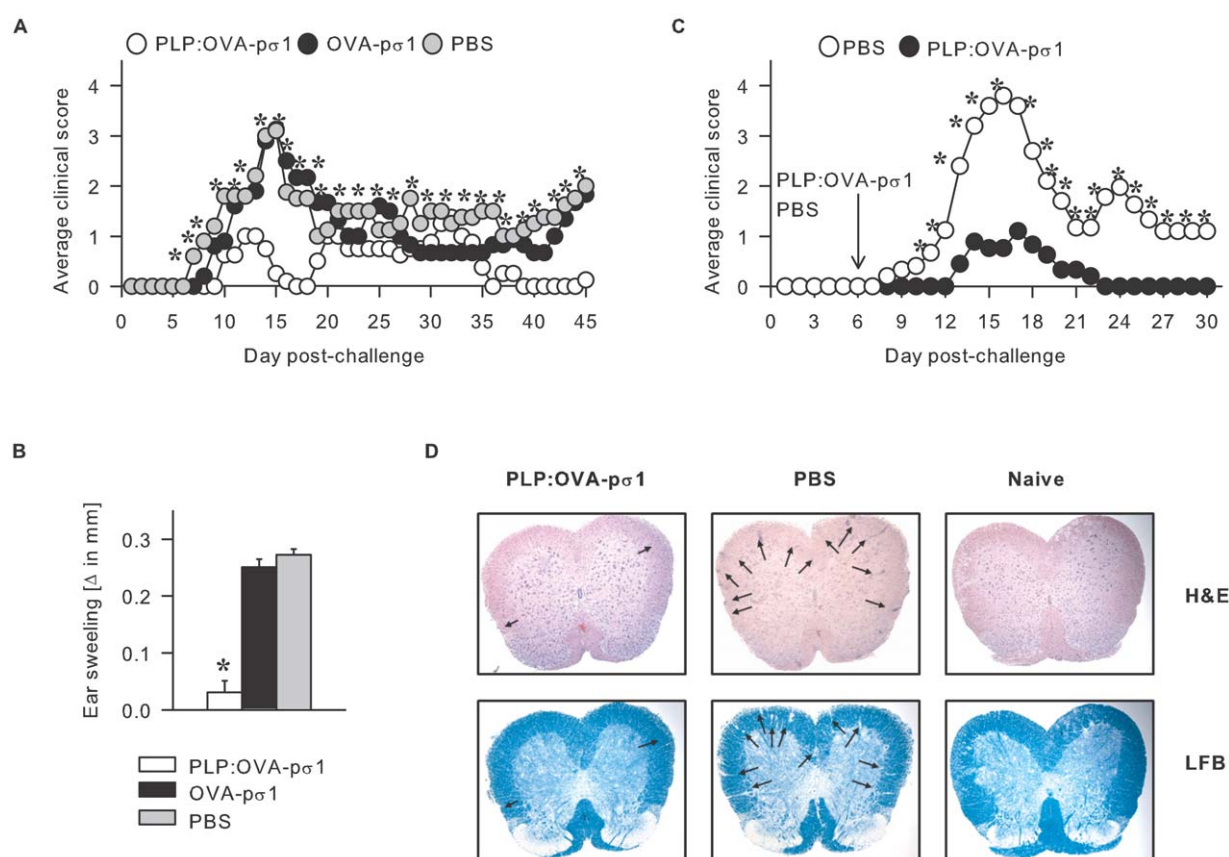 A
PLP:OVA-pσ1 OVA-pσ1 PBS
Average clinical score
4
3
2
1
0
0 5 10 15 20 25 30 35 40 45
Day post-challenge
* * * * * * * * * * * * * * * * * * * * * * * * * * * *
C
PBS PLP:OVA-pσ1
Average clinical score
4
3
2
1
0
PLP:OVA-pσ1
PBS
0 3 6 9 12 15 18 21 24 27 30
Day post-challenge
B
Ear sweeling [Δ in mm]
0.3
0.2
0.1
0.0
*
PLP:OVA-pσ1
OVA-pσ1
PBS
D
PLP:OVA-pσ1 PBS Naive
H&E
LFB